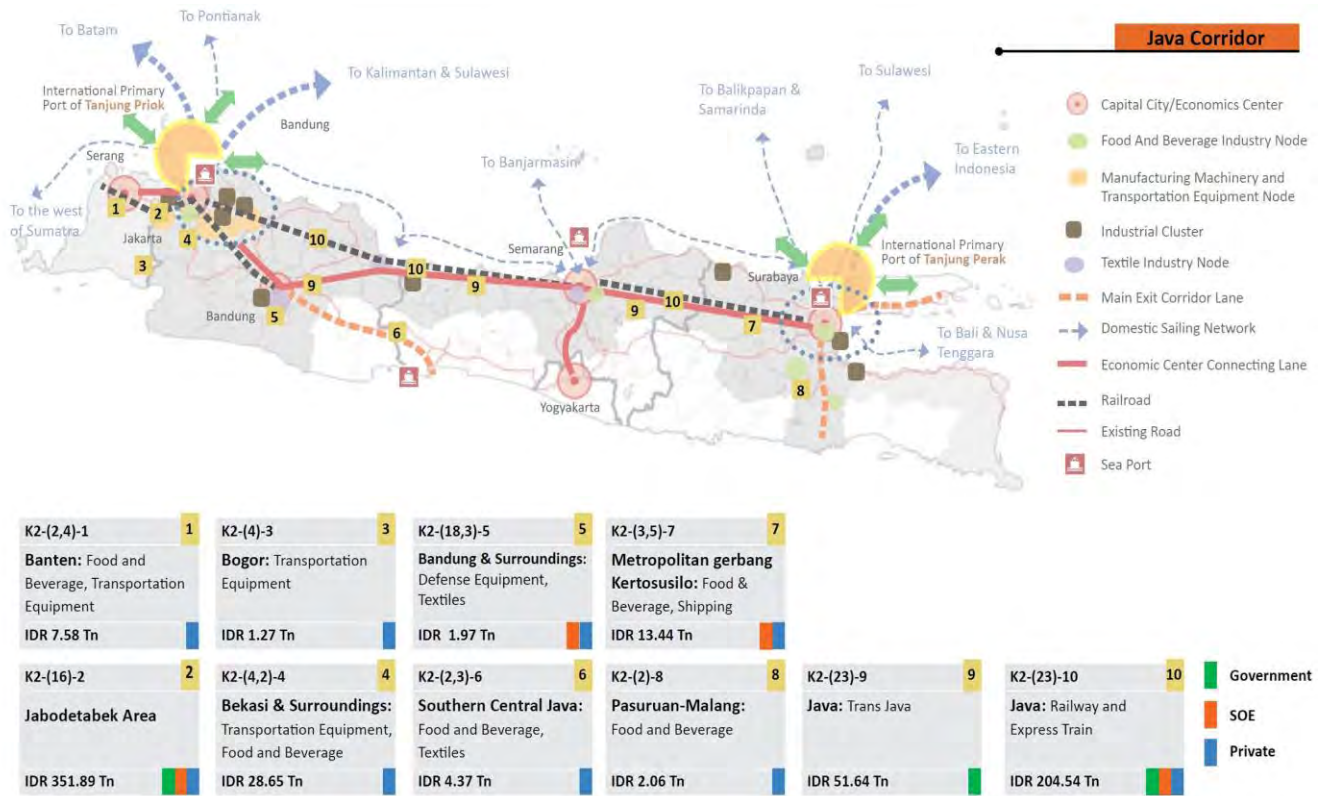 Java Corridor
To Batam
To Pontianak
To Kalimantan & Sulawesi
International Primary
Port of Tanjung Priok
Bandung
Serang
To the west
of Sumatra
Jakarta
1
2
3
4
5
6
7
8
9
9
9
10
10
10
Bandung
To Banjarmasin
Semarang
Yogyakarta
To Balikpapan &
Samarinda
To Sulawesi
To Eastern
Indonesia
Surabaya
International Primary
Port of Tanjung Perak
To Bali & Nusa
Tenggara
Capital City/Economics Center
Food And Beverage Industry Node
Manufacturing Machinery and
Transportation Equipment Node
Industrial Cluster
Textile Industry Node
Main Exit Corridor Lane
Domestic Sailing Network
Economic Center Connecting Lane
Railroad
Existing Road
Sea Port
K2-(2,4)-1 1
Banten: Food and
Beverage, Transportation
Equipment
IDR 7.58 Tn
K2-(4)-3 3
Bogor: Transportation
Equipment
IDR 1.27 Tn
K2-(18,3)-5 5
Bandung & Surroundings:
Defense Equipment,
Textiles
IDR 1.97 Tn
K2-(3,5)-7 7
Metropolitan gerbang
Kertosusilo: Food &
Beverage, Shipping
IDR 13.44 Tn
K2-(16)-2 2
Jabodetabek Area
IDR 351.89 Tn
K2-(4,2)-4 4
Bekasi & Surroundings:
Transportation Equipment,
Food and Beverage
IDR 28.65 Tn
K2-(2,3)-6 6
Southern Central Java:
Food and Beverage,
Textiles
IDR 4.37 Tn
K2-(2)-8 8
Pasuruan-Malang:
Food and Beverage
IDR 2.06 Tn
K2-(23)-9 9
Java: Trans Java
IDR 51.64 Tn
K2-(23)-10 10
Java: Railway and
Express Train
IDR 204.54 Tn
Government
SOE
Private